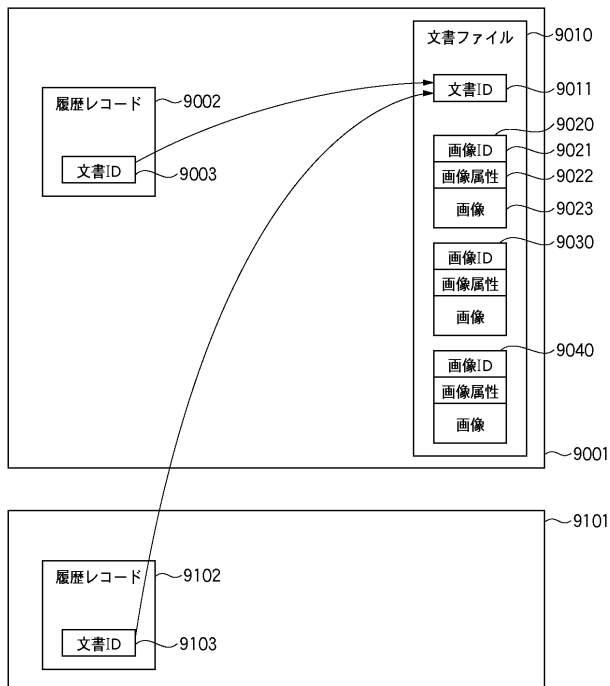 文書ファイル
9010
履歴レコード
9002
文書ID
9011
文書ID
9003
9020
画像ID
9021
画像属性
9022
画像
9023
9030
画像ID
画像属性
画像
9040
画像ID
画像属性
画像
9001
9101
履歴レコード
9102
文書ID
9103